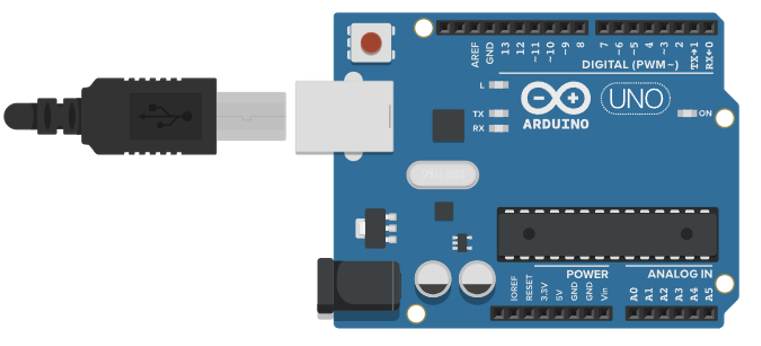 AREF
GND
13
12
~11
~10
~9
8
7
~6
~5
4
~3
2
TX→1
RX←0
DIGITAL (PWM~)
L
TX
RX
UNO
ON
ARDUINO
POWER
ANALOG IN
IOREF
RESET
3.3V
5V
GND
GND
Vin
A0
A1
A2
A3
A4
A5